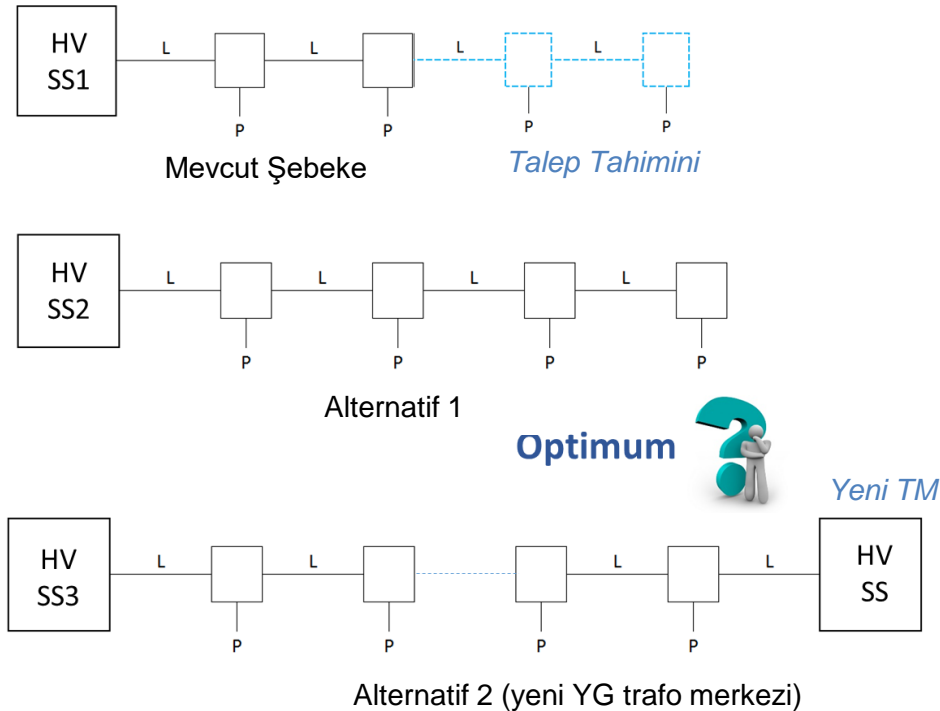 HV
SS1
L L L L
P P P P
Mevcut Şebeke
Talep Tahimini
HV
SS2
L L L L
P P P P
Alternatif 1
Optimum
Yeni TM
HV
SS3
L L L L
HV
SS
P P P P
Alternatif 2 (yeni YG trafo merkezi)